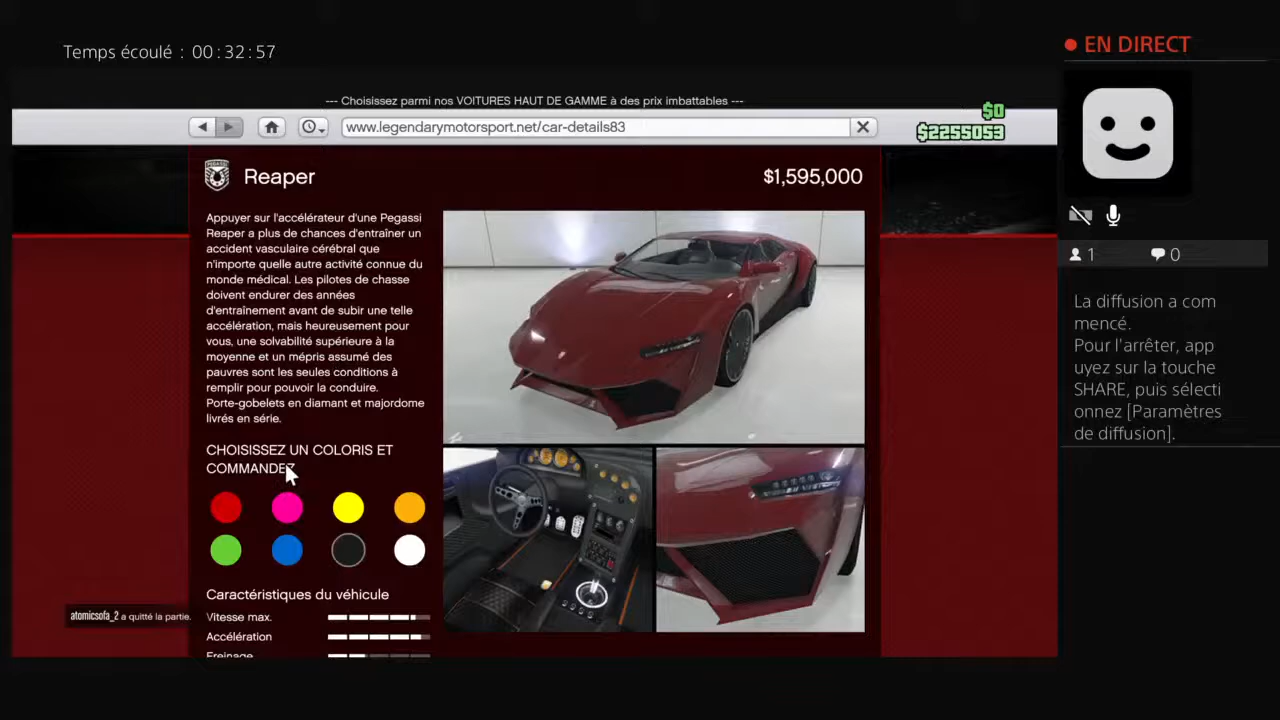 Temps écoulé : 00:32:57
EN DIRECT
--- Choisissez parmi nos VOITURES HAUT DE GAMME à des prix imbattables ---
$0
www.legendarymotorsport.net/car-details83
$2255053
PEGASSI
Reaper
$1,595,000
Appuyer sur l'accélérateur d'une Pegassi
Reaper a plus de chances d'entraîner un
accident vasculaire cérébral que
n'importe quelle autre activité connue du
monde médical. Les pilotes de chasse
doivent endurer des années
d'entraînement avant de subir une telle
accélération, mais heureusement pour
vous, une solvabilité supérieure à la
moyenne et un mépris assumé des
pauvres sont les seules conditions à
remplir pour pouvoir la conduire.
Porte-gobelets en diamant et majordome
livrés en série.
CHOISISSEZ UN COLORIS ET
COMMANDEZ
Caractéristiques du véhicule
Vitesse max.
Accélération
Freinage
atomicsofa_2 a quitté la partie.
1
0
La diffusion a com
mencé.
Pour l'arrêter, app
uyez sur la touche
SHARE, puis sélecti
onnez [Paramètres
de diffusion].